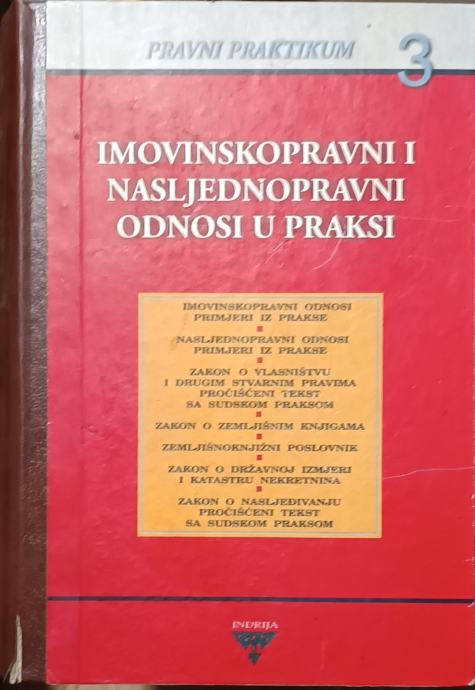 PRAVNI PRAKTIKUM 3
IMOVINSKOPRAVNI I
NASLJEDNOPRAVNI
ODNOSI U PRAKSI
IMOVINSKOPRAVNI ODNOSI
PRIMJERI IZ PRAKSE
NASLJEDNOPRAVNI ODNOSI
PRIMJERI IZ PRAKSE
ZAKON O VLASNIŠTVU
I DRUGIM STVARNIM PRAVIMA
PROČIŠĆENI TEKST
SA SUDSKOM PRAKSOM
ZAKON O ZEMLJIŠNIM KNJIGAMA
ZEMLJIŠNOKNJIŽNI POSLOVNIK
ZAKON O DRŽAVNOJ IZMJERI
I KATASTRU NEKRETNINA
ZAKON O NASLJEĐIVANJU
PROČIŠĆENI TEKST
SA SUDSKOM PRAKSOM
INDRIJA